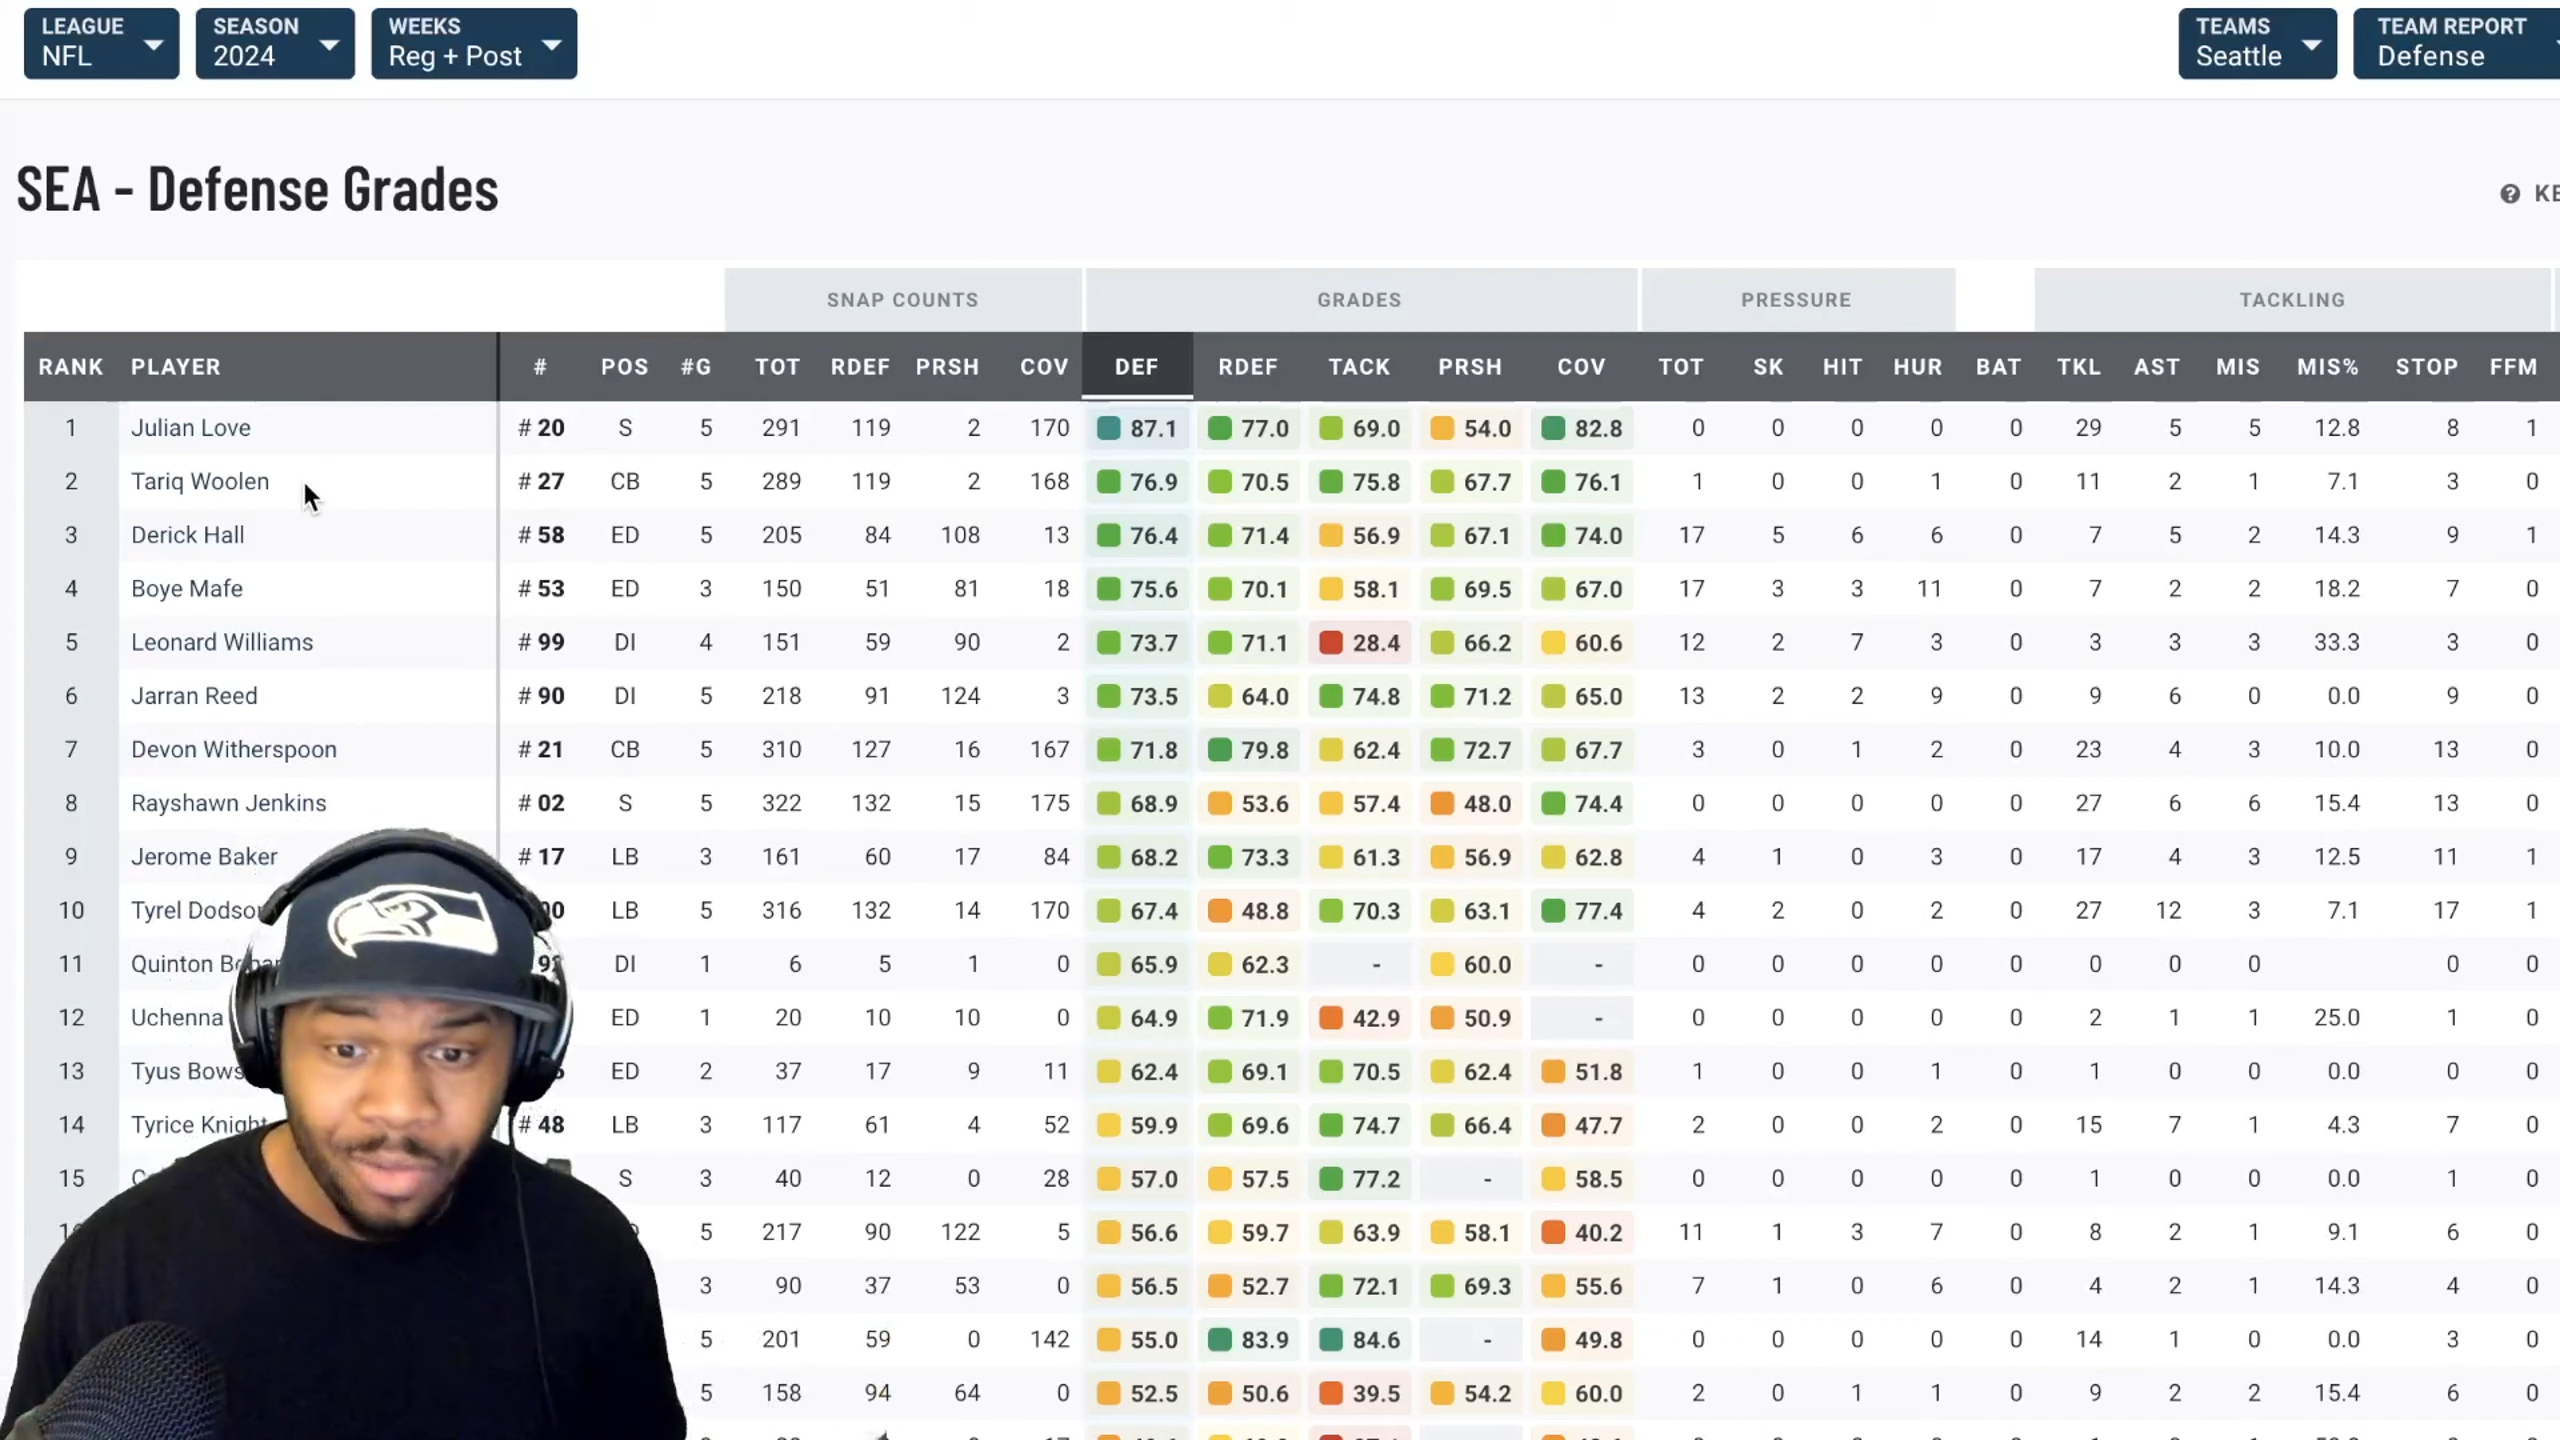 LEAGUE
NFL
SEASON
2024
WEEKS
Reg + Post
TEAMS
Seattle
TEAM REPORT
Defense
SEA - Defense Grades
SNAP COUNTS GRADES PRESSURE TACKLING
RANK PLAYER # POS #G TOT RDEF PRSH COV DEF RDEF TACK PRSH COV TOT SK HIT HUR BAT TKL AST MIS MIS% STOP FFM
1 Julian Love # 20 S 5 291 119 2 170 87.1 77.0 69.0 54.0 82.8 0 0 0 0 0 29 5 5 12.8 8 1
2 Tariq Woolen # 27 CB 5 289 119 2 168 76.9 70.5 75.8 67.7 76.1 1 0 0 1 0 11 2 1 7.1 3 0
3 Derick Hall # 58 ED 5 205 84 108 13 76.4 71.4 56.9 67.1 74.0 17 5 6 6 0 7 5 2 14.3 9 1
4 Boye Mafe # 53 ED 3 150 51 81 18 75.6 70.1 58.1 69.5 67.0 17 3 3 11 0 7 2 2 18.2 7 0
5 Leonard Williams # 99 DI 4 151 59 90 2 73.7 71.1 28.4 66.2 60.6 12 2 7 3 0 3 3 3 33.3 3 0
6 Jarran Reed # 90 DI 5 218 91 124 3 73.5 64.0 74.8 71.2 65.0 13 2 2 9 0 9 6 0 0.0 9 0
7 Devon Witherspoon # 21 CB 5 310 127 16 167 71.8 79.8 62.4 72.7 67.7 3 0 1 2 0 23 4 3 10.0 13 0
8 Rayshawn Jenkins # 02 S 5 322 132 15 175 68.9 53.6 57.4 48.0 74.4 0 0 0 0 0 27 6 6 15.4 13 0
9 Jerome Baker # 17 LB 3 161 60 17 84 68.2 73.3 61.3 56.9 62.8 4 1 0 3 0 17 4 3 12.5 11 1
10 Tyrel LB 5 316 132 14 170 67.4 48.8 70.3 63.1 77.4 4 2 0 2 0 27 12 3 7.1 17 1
11 Quinton DI 1 6 5 1 0 65.9 62.3 - 60.0 - 0 0 0 0 0 0 0 0 0 0
12 Uchenna ED 1 20 10 10 0 64.9 71.9 42.9 50.9 - 0 0 0 0 0 2 1 1 25.0 1 0
13 Tyus ED 2 37 17 9 11 62.4 69.1 70.5 62.4 51.8 1 0 0 1 0 1 0 0 0.0 0 0
14 Tyrice Knight # 48 LB 3 117 61 4 52 59.9 69.6 74.7 66.4 47.7 2 0 0 2 0 15 7 1 4.3 7 0
15 S 3 40 12 0 28 57.0 57.5 77.2 - 58.5 0 0 0 0 0 1 0 0 0.0 1 0
5 217 90 122 5 56.6 59.7 63.9 58.1 40.2 11 1 3 7 0 8 2 1 9.1 6 0
3 90 37 53 0 56.5 52.7 72.1 69.3 55.6 7 1 0 6 0 4 2 1 14.3 4 0
5 201 59 0 142 55.0 83.9 84.6 - 49.8 0 0 0 0 0 14 1 0 0.0 3 0
5 158 94 64 0 52.5 50.6 39.5 54.2 60.0 2 0 1 1 0 9 2 2 15.4 6 0